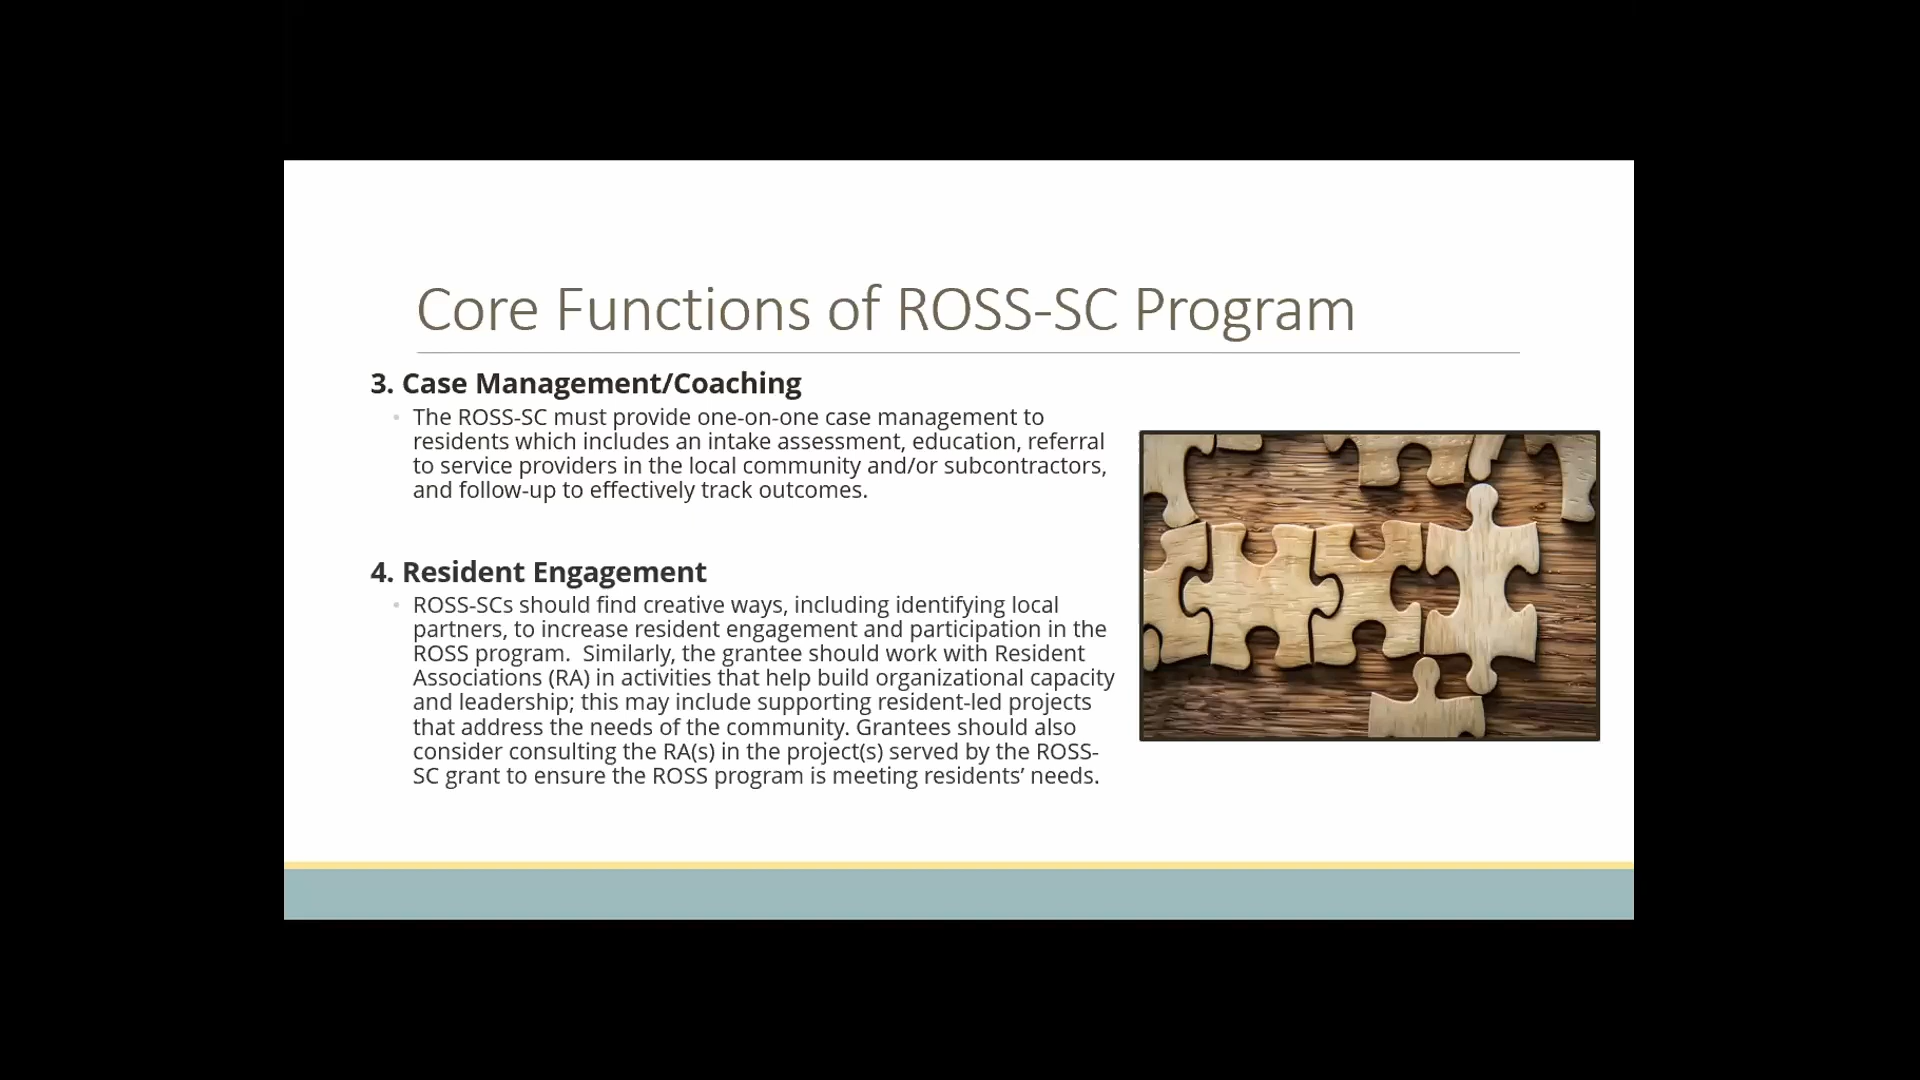 Core Functions of ROSS-SC Program
3. Case Management/Coaching
The ROSS-SC must provide one-on-one case management to
residents which includes an intake assessment, education, referral
to service providers in the local community and/or subcontractors,
and follow-up to effectively track outcomes.
4. Resident Engagement
ROSS-SCs should find creative ways, including identifying local
partners, to increase resident engagement and participation in the
ROSS program.  Similarly, the grantee should work with Resident
Associations (RA) in activities that help build organizational capacity
and leadership; this may include supporting resident-led projects
that address the needs of the community. Grantees should also
consider consulting the RA(s) in the project(s) served by the ROSS-
SC grant to ensure the ROSS program is meeting residents’ needs.